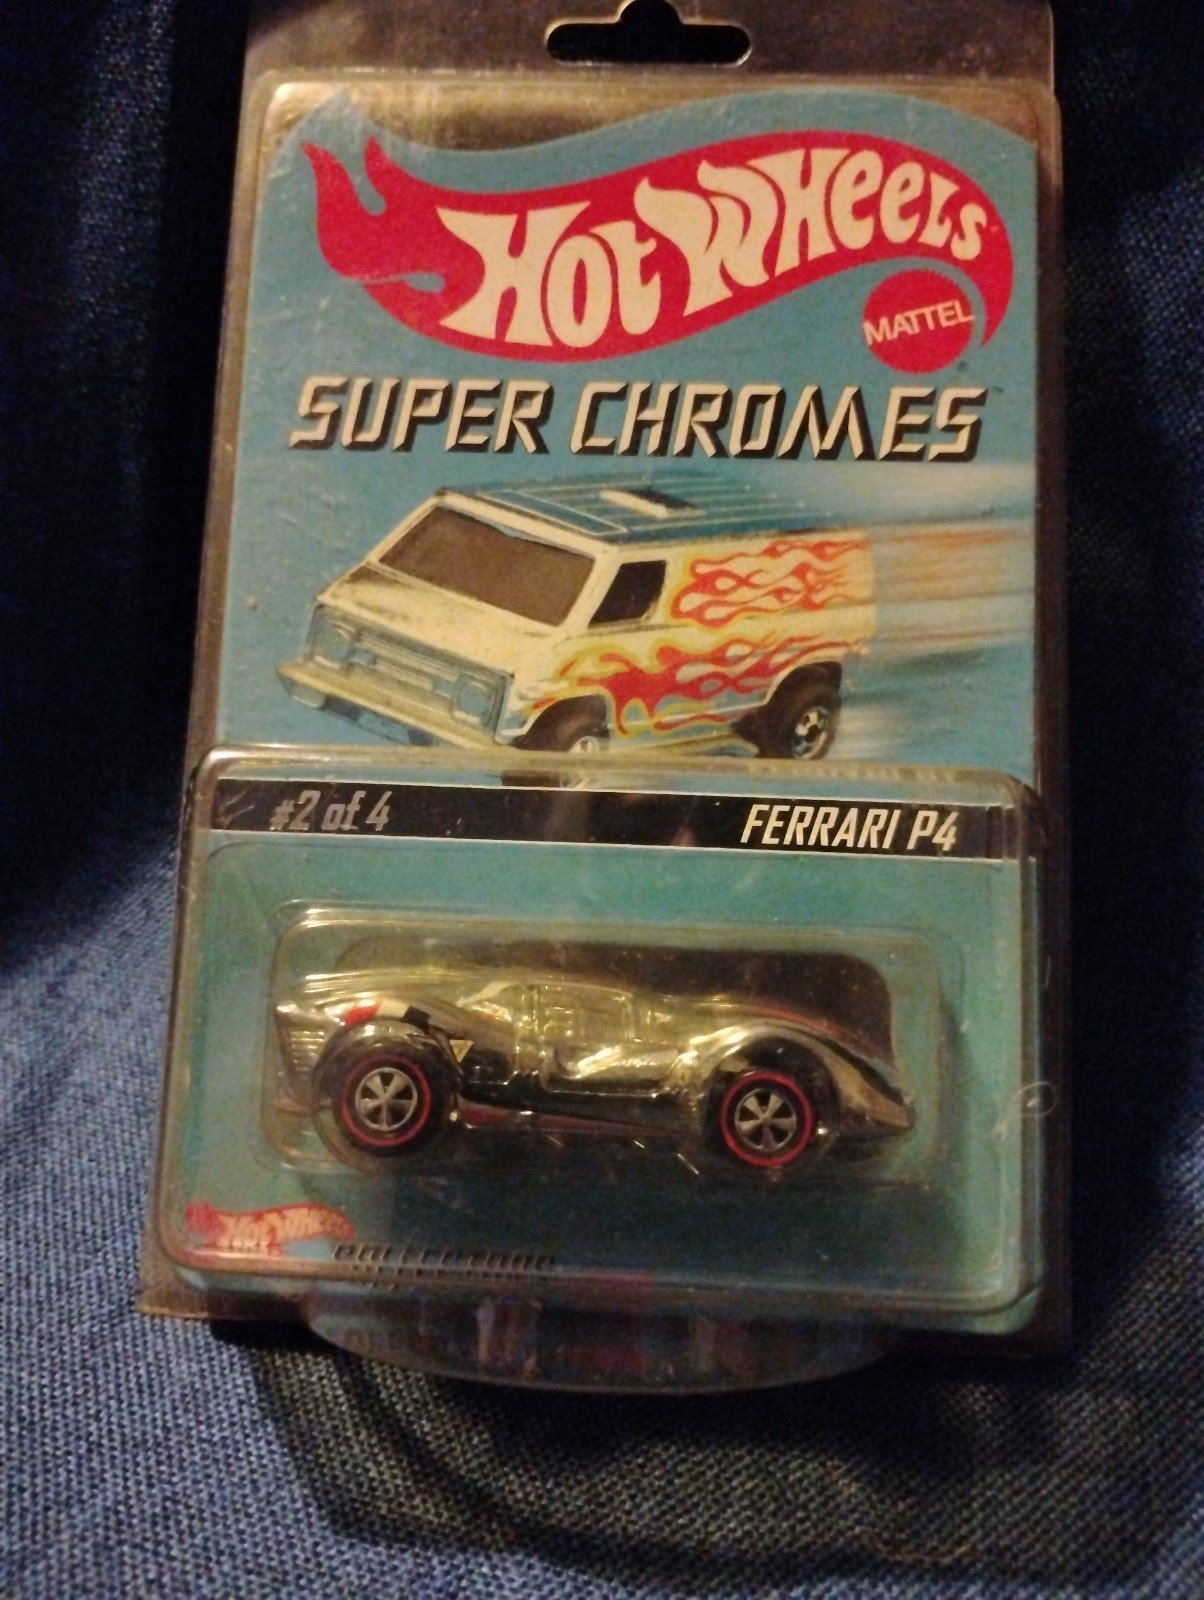 Hot Wheels
MATTEL
SUPER CHROMES
#2 of 4
FERRARI P4
Hot Wheels